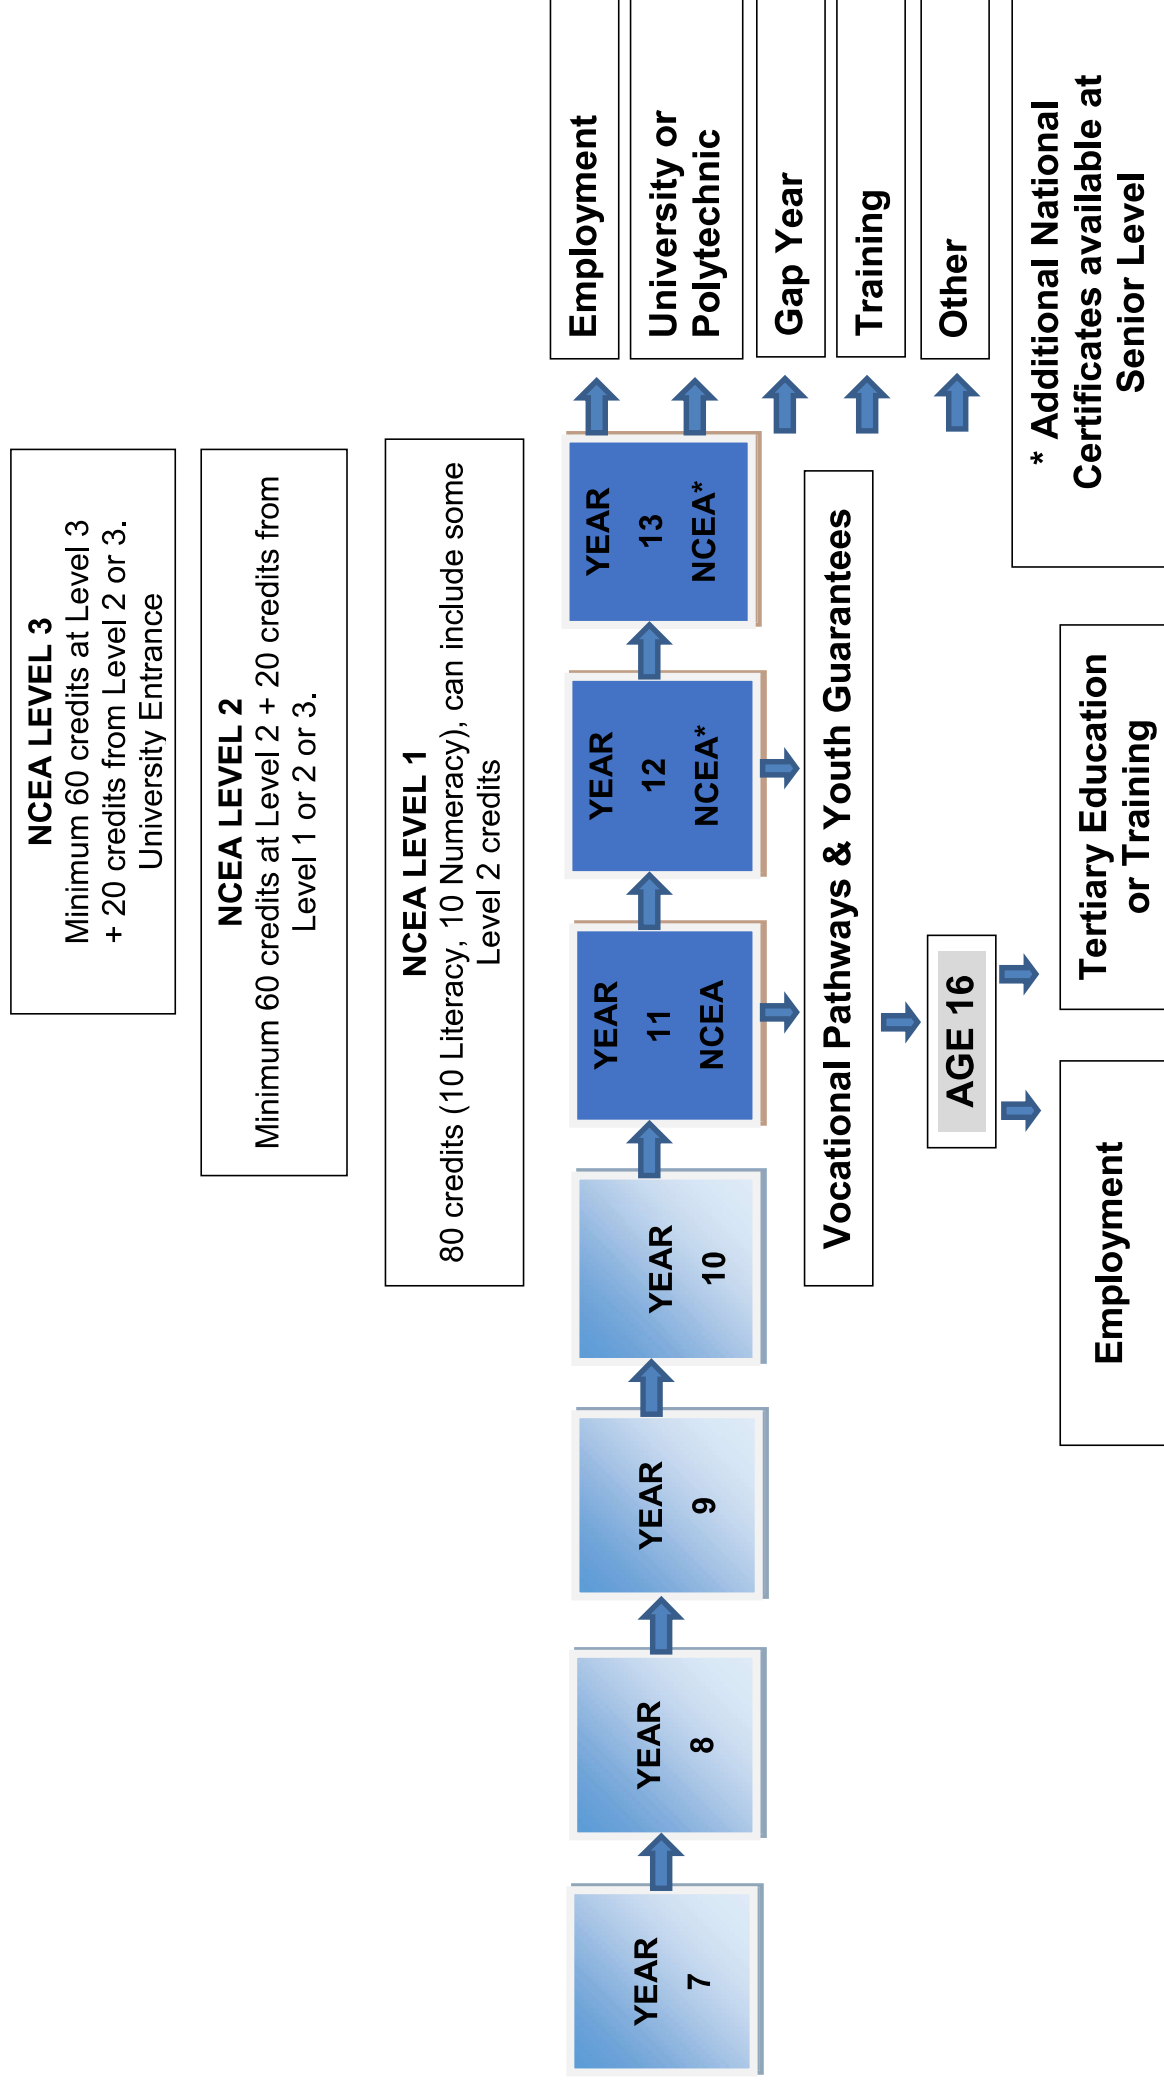 NCEA LEVEL 3
Minimum 60 credits at Level 3
+ 20 credits from Level 2 or 3.
University Entrance
NCEA LEVEL 2
Minimum 60 credits at Level 2 + 20 credits from
Level 1 or 2 or 3.
NCEA LEVEL 1
80 credits (10 Literacy, 10 Numeracy), can include some
Level 2 credits
YEAR
7
YEAR
8
YEAR
9
YEAR
10
YEAR
11
NCEA
YEAR
12
NCEA*
YEAR
13
NCEA*
Employment
University or
Polytechnic
Gap Year
Training
Other
Vocational Pathways & Youth Guarantees
AGE 16
Employment
Tertiary Education
or Training
* Additional National
Certificates available at
Senior Level